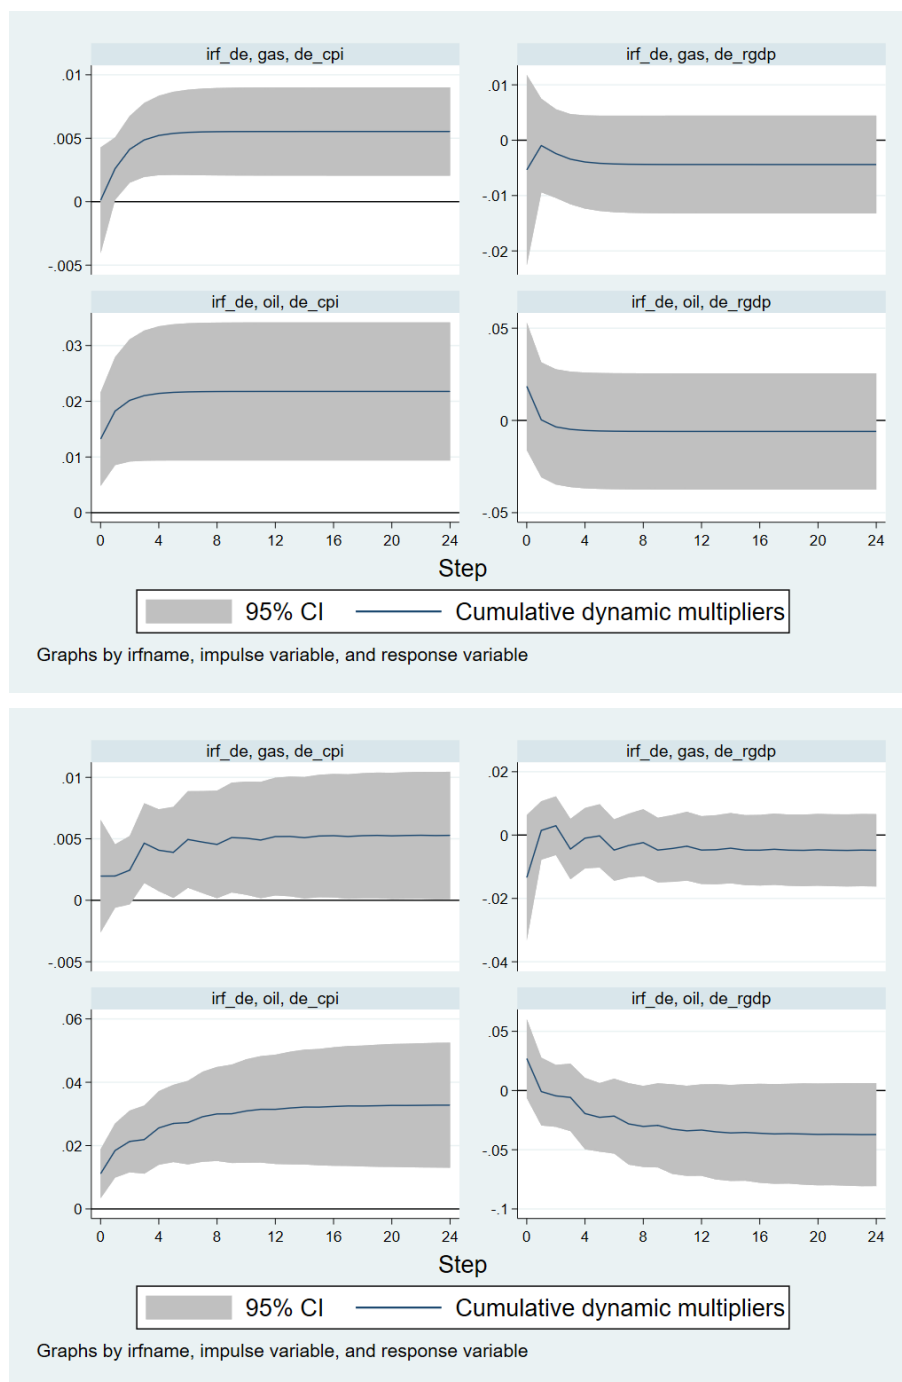 irf_de, gas, de_cpi
irf_de, gas, de_rgdp
.01
.005
0
-.005
.01
0
-.01
-.02
irf_de, oil, de_cpi
irf_de, oil, de_rgdp
.03
.02
.01
0
.05
0
-.05
0 4 8 12 16 20 24
0 4 8 12 16 20 24
Step
95% CI
Cumulative dynamic multipliers
Graphs by irfname, impulse variable, and response variable
irf_de, gas, de_cpi
irf_de, gas, de_rgdp
.01
.005
0
-.005
.02
0
-.02
-.04
irf_de, oil, de_cpi
irf_de, oil, de_rgdp
.06
.04
.02
0
.05
0
-.05
-.1
0 4 8 12 16 20 24
0 4 8 12 16 20 24
Step
95% CI
Cumulative dynamic multipliers
Graphs by irfname, impulse variable, and response variable